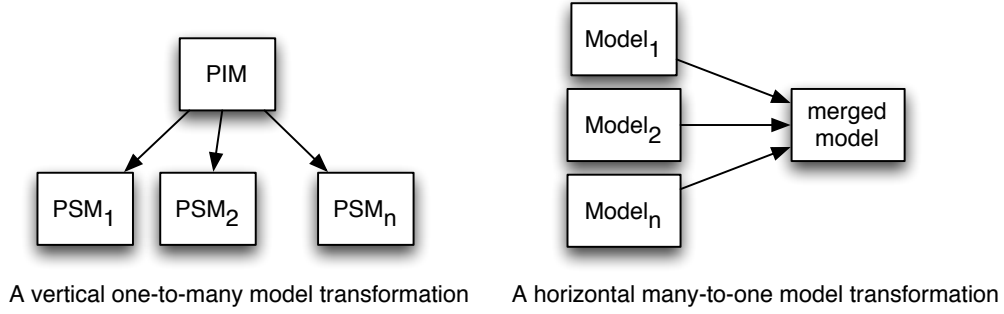 PIM
PSM1
PSM2
PSMn
A vertical one-to-many model transformation
Model1
Model2
Modeln
merged
model
A horizontal many-to-one model transformation